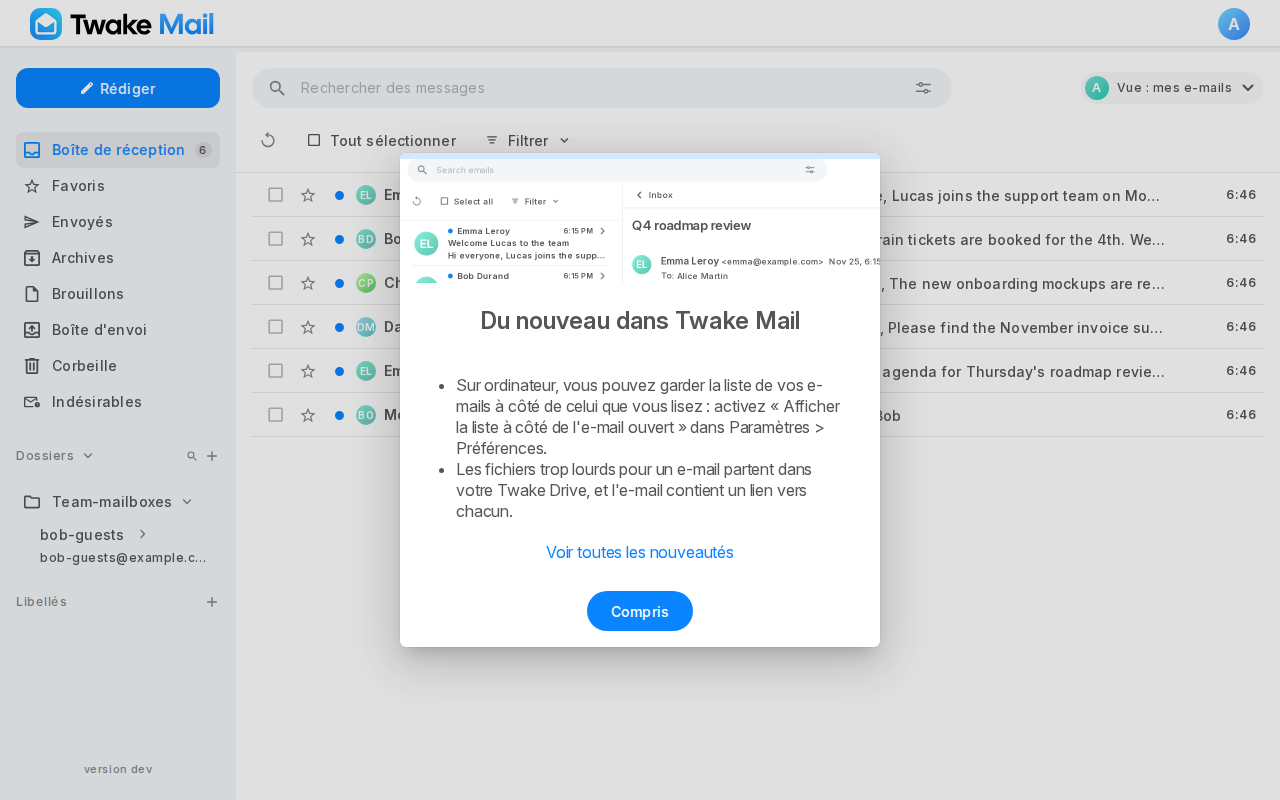 Twake Mail
A
Rédiger
Rechercher des messages
A Vue : mes e-mails
Boîte de réception 6
Favoris
Envoyés
Archives
Brouillons
Boîte d'envoi
Corbeille
Indésirables
Dossiers
Team-mailboxes
bob-guests
bob-guests@example.c...
Libellés
version dev
Tout sélectionner Filtrer
EL , Lucas joins the support team on Mo... 6:46
BD tickets are booked for the 4th. We... 6:46
CP , The new onboarding mockups are re... 6:46
DM , Please find the November invoice su... 6:46
EL agenda for Thursday's roadmap revie... 6:46
BO Bob 6:46
Search emails
Select all Filter
EL Emma Leroy 6:15 PM
Welcome Lucas to the team
Hi everyone, Lucas joins the supp...
Bob Durand 6:15 PM
Inbox
Q4 roadmap review
EL Emma Leroy <emma@example.com> Nov 25, 6:15
To: Alice Martin
Du nouveau dans Twake Mail
• Sur ordinateur, vous pouvez garder la liste de vos e-
mails à côté de celui que vous lisez : activez « Afficher
la liste à côté de l'e-mail ouvert » dans Paramètres >
Préférences.
• Les fichiers trop lourds pour un e-mail partent dans
votre Twake Drive, et l'e-mail contient un lien vers
chacun.
Voir toutes les nouveautés
Compris